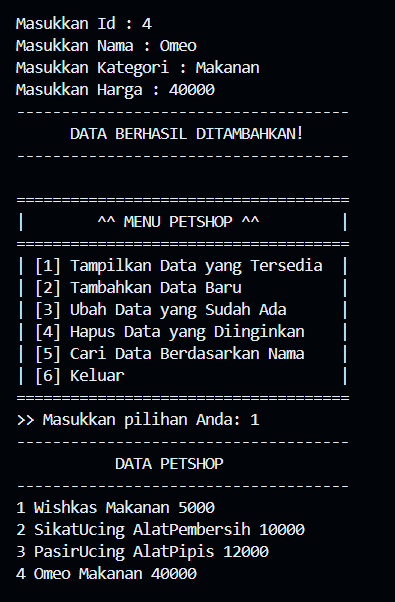 Masukkan Id : 4
Masukkan Nama : Omeo
Masukkan Kategori : Makanan
Masukkan Harga : 40000
-------------------------------------
DATA BERHASIL DITAMBAHKAN!
-------------------------------------
=====================================
| ^^ MENU PETSHOP ^^ |
=====================================
| [1] Tampilkan Data yang Tersedia |
| [2] Tambahkan Data Baru |
| [3] Ubah Data yang Sudah Ada |
| [4] Hapus Data yang Diinginkan |
| [5] Cari Data Berdasarkan Nama |
| [6] Keluar |
=====================================
>> Masukkan pilihan Anda: 1
-------------------------------------
DATA PETSHOP
-------------------------------------
1 Wishkas Makanan 5000
2 SikatUcing AlatPembersih 10000
3 PasirUcing AlatPipis 12000
4 Omeo Makanan 40000